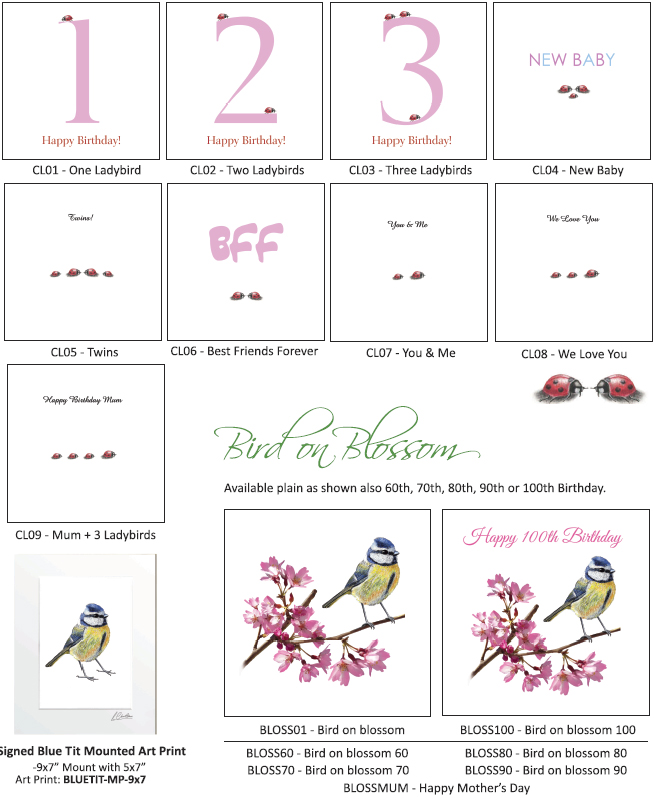 1
Happy Birthday!
CL01 - One Ladybird
2
Happy Birthday!
CL02 - Two Ladybirds
3
Happy Birthday!
CL03 - Three Ladybirds
NEW BABY
CL04 - New Baby
Twins!
CL05 - Twins
BFF
CL06 - Best Friends Forever
You & Me
CL07 - You & Me
We Love You
CL08 - We Love You
Happy Birthday Mum
CL09 - Mum + 3 Ladybirds
Bird on Blossom
Available plain as shown also 60th, 70th, 80th, 90th or 100th Birthday.
Signed Blue Tit Mounted Art Print
-9x7" Mount with 5x7"
Art Print: BLUETIT-MP-9x7
BLOSS01 - Bird on blossom
Happy 100th Birthday
BLOSS100 - Bird on blossom 100
BLOSS60 - Bird on blossom 60
BLOSS80 - Bird on blossom 80
BLOSS70 - Bird on blossom 70
BLOSS90 - Bird on blossom 90
BLOSSMUM - Happy Mother's Day